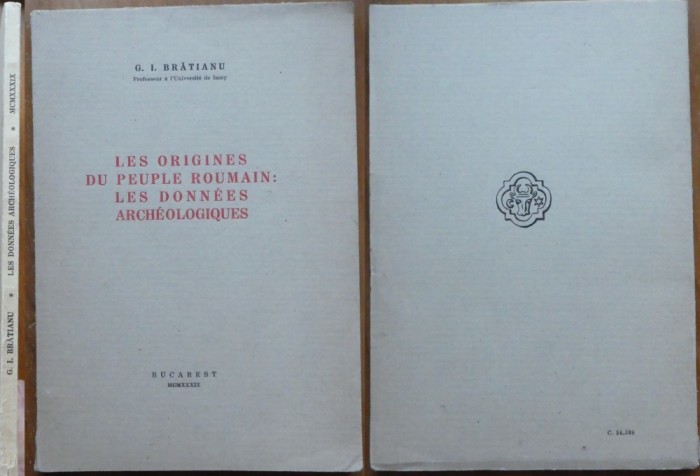 G. I. BRĂTIANU * LES DONNÉES ARCHÉOLOGIQUES * MCMXXXIX
G. I. BRĂTIANU
Professeur à l'Université de Iassy
LES ORIGINES
DU PEUPLE ROUMAIN:
LES DONNÉES
ARCHÉOLOGIQUES
BUCAREST
MCMXXXIX